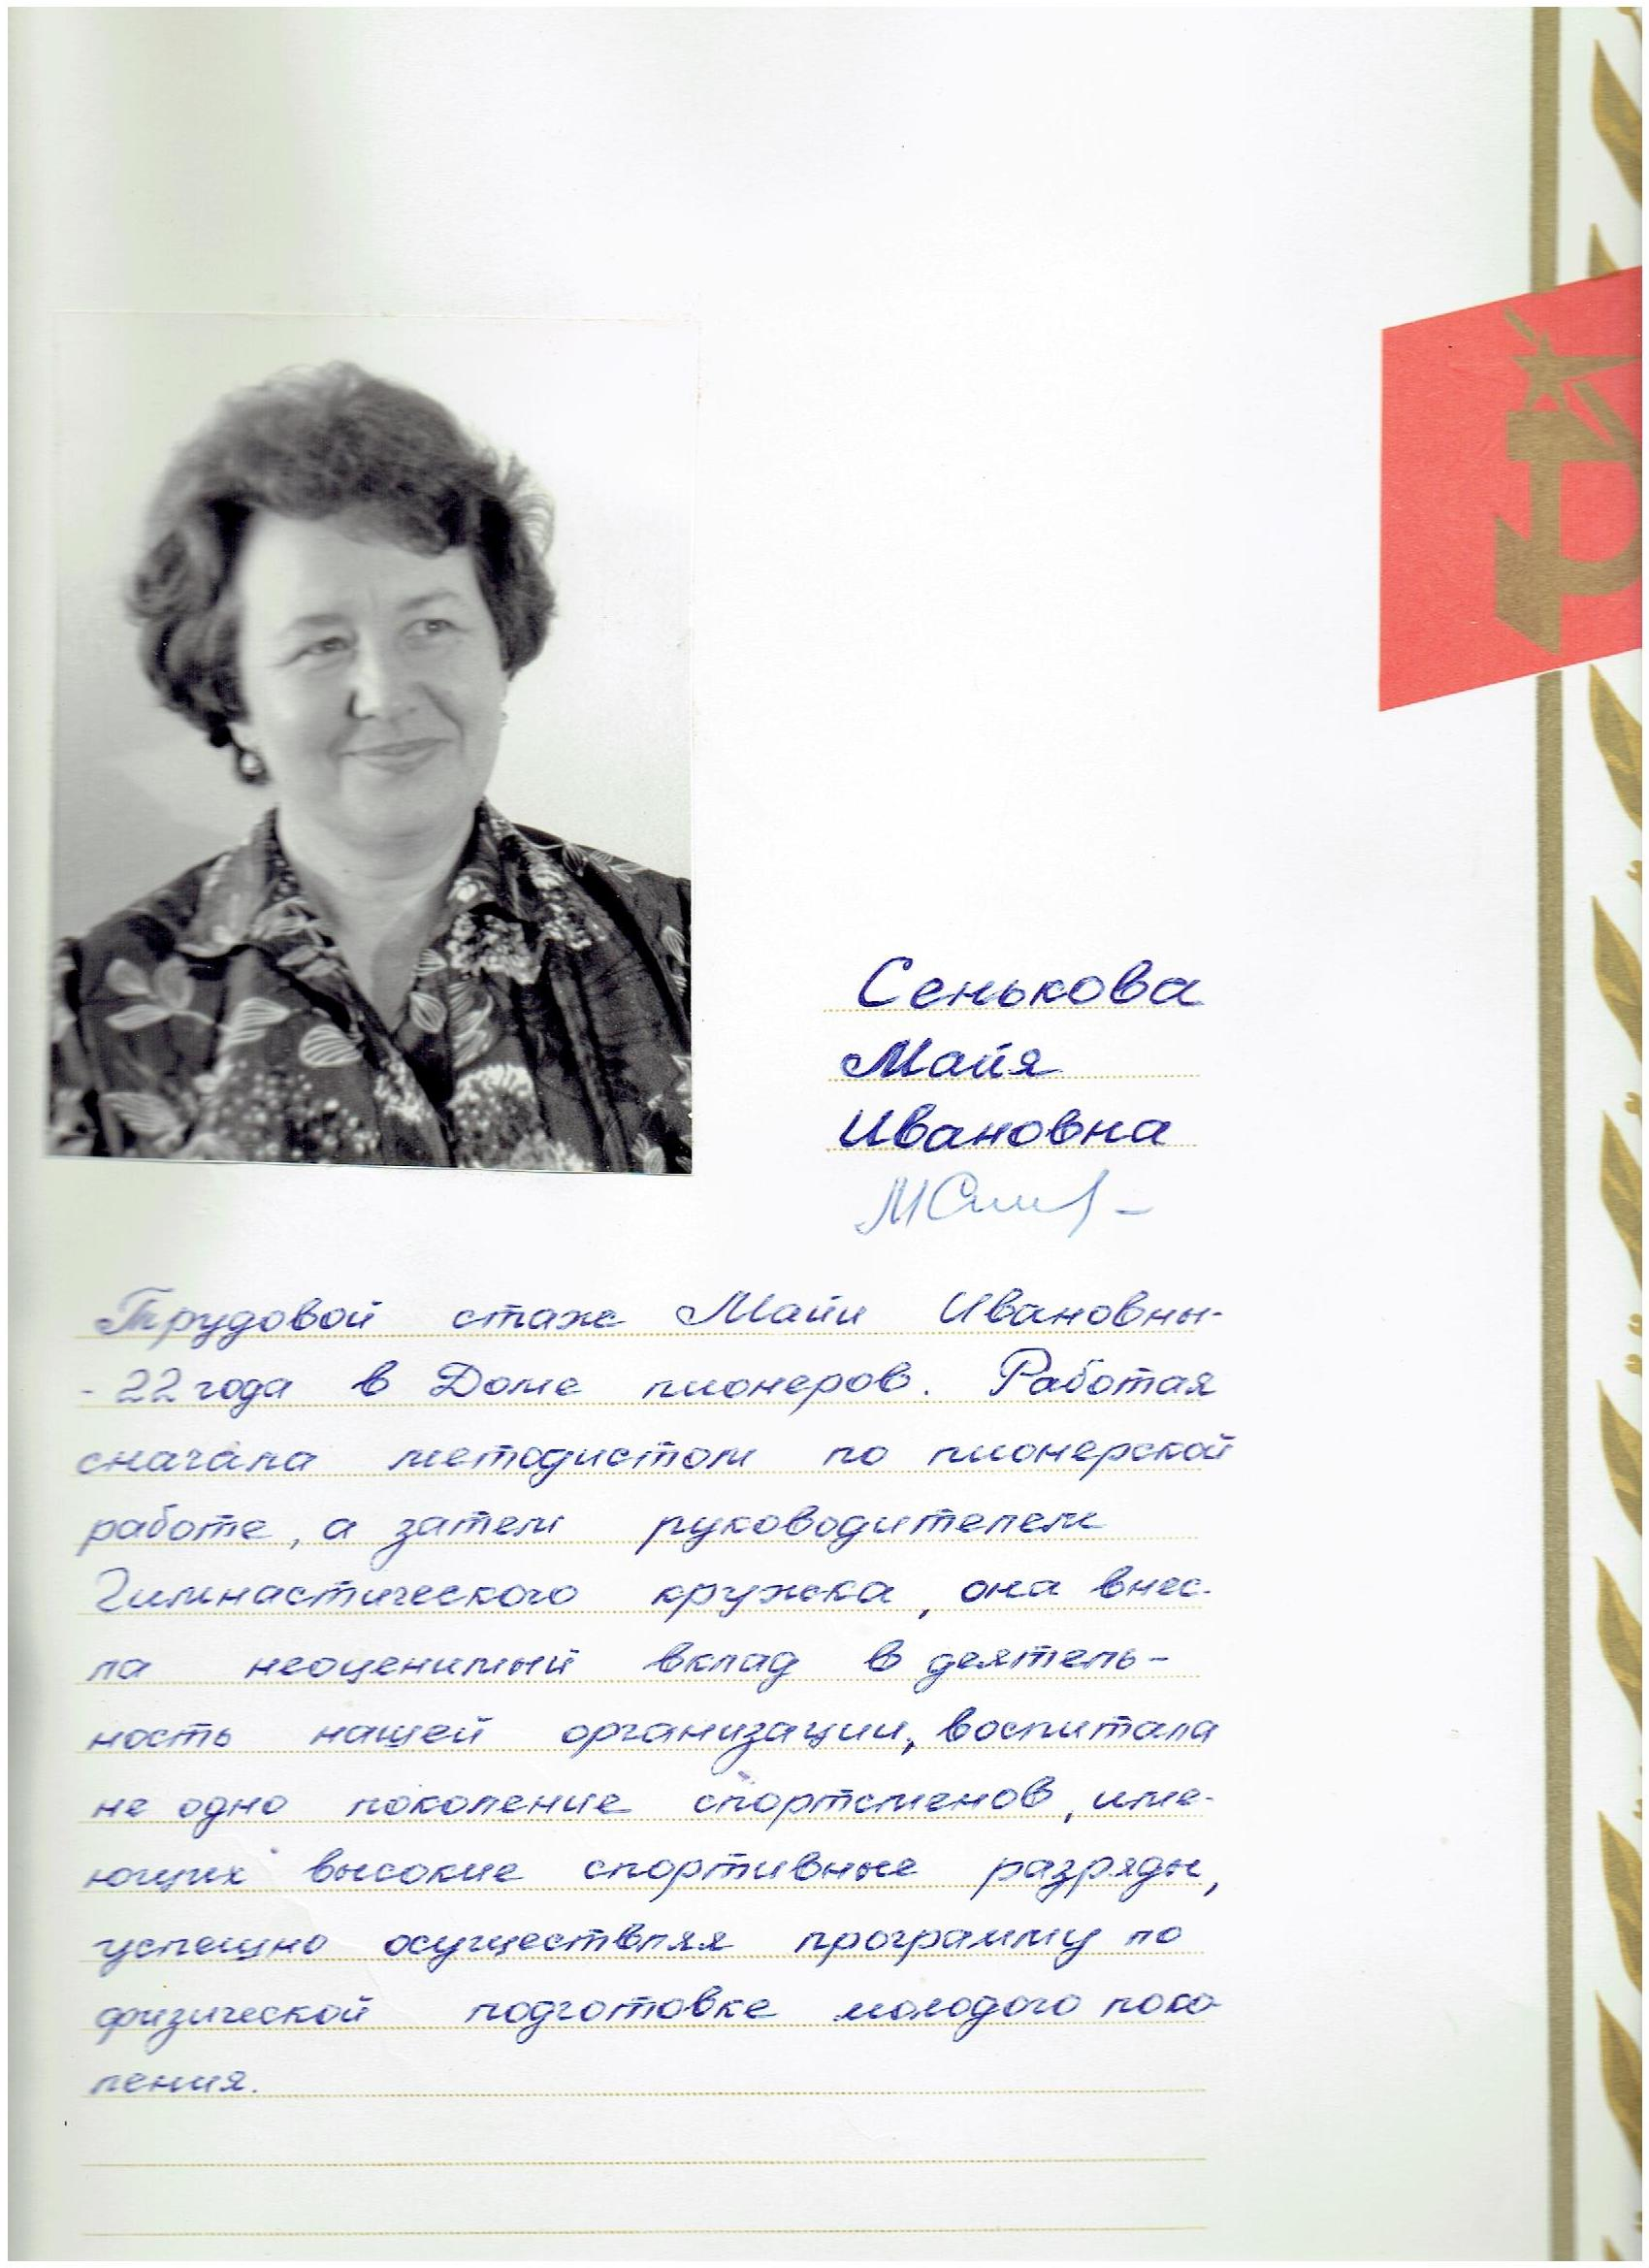 Сенькова
Майя
Ивановна
Трудовой стаж Майи Ивановны-
- 22 года в Доме пионеров. Работая
сначала методистом по пионерской
работе, а затем руководителем
Гимнастического кружка, она внес-
ла неоценимый вклад в деятель-
ность нашей организации, воспитала
не одно поколение спортсменов, име-
ющих высокие спортивные разряды,
успешно осуществляя программу по
физической подготовке молодого поко-
ления.